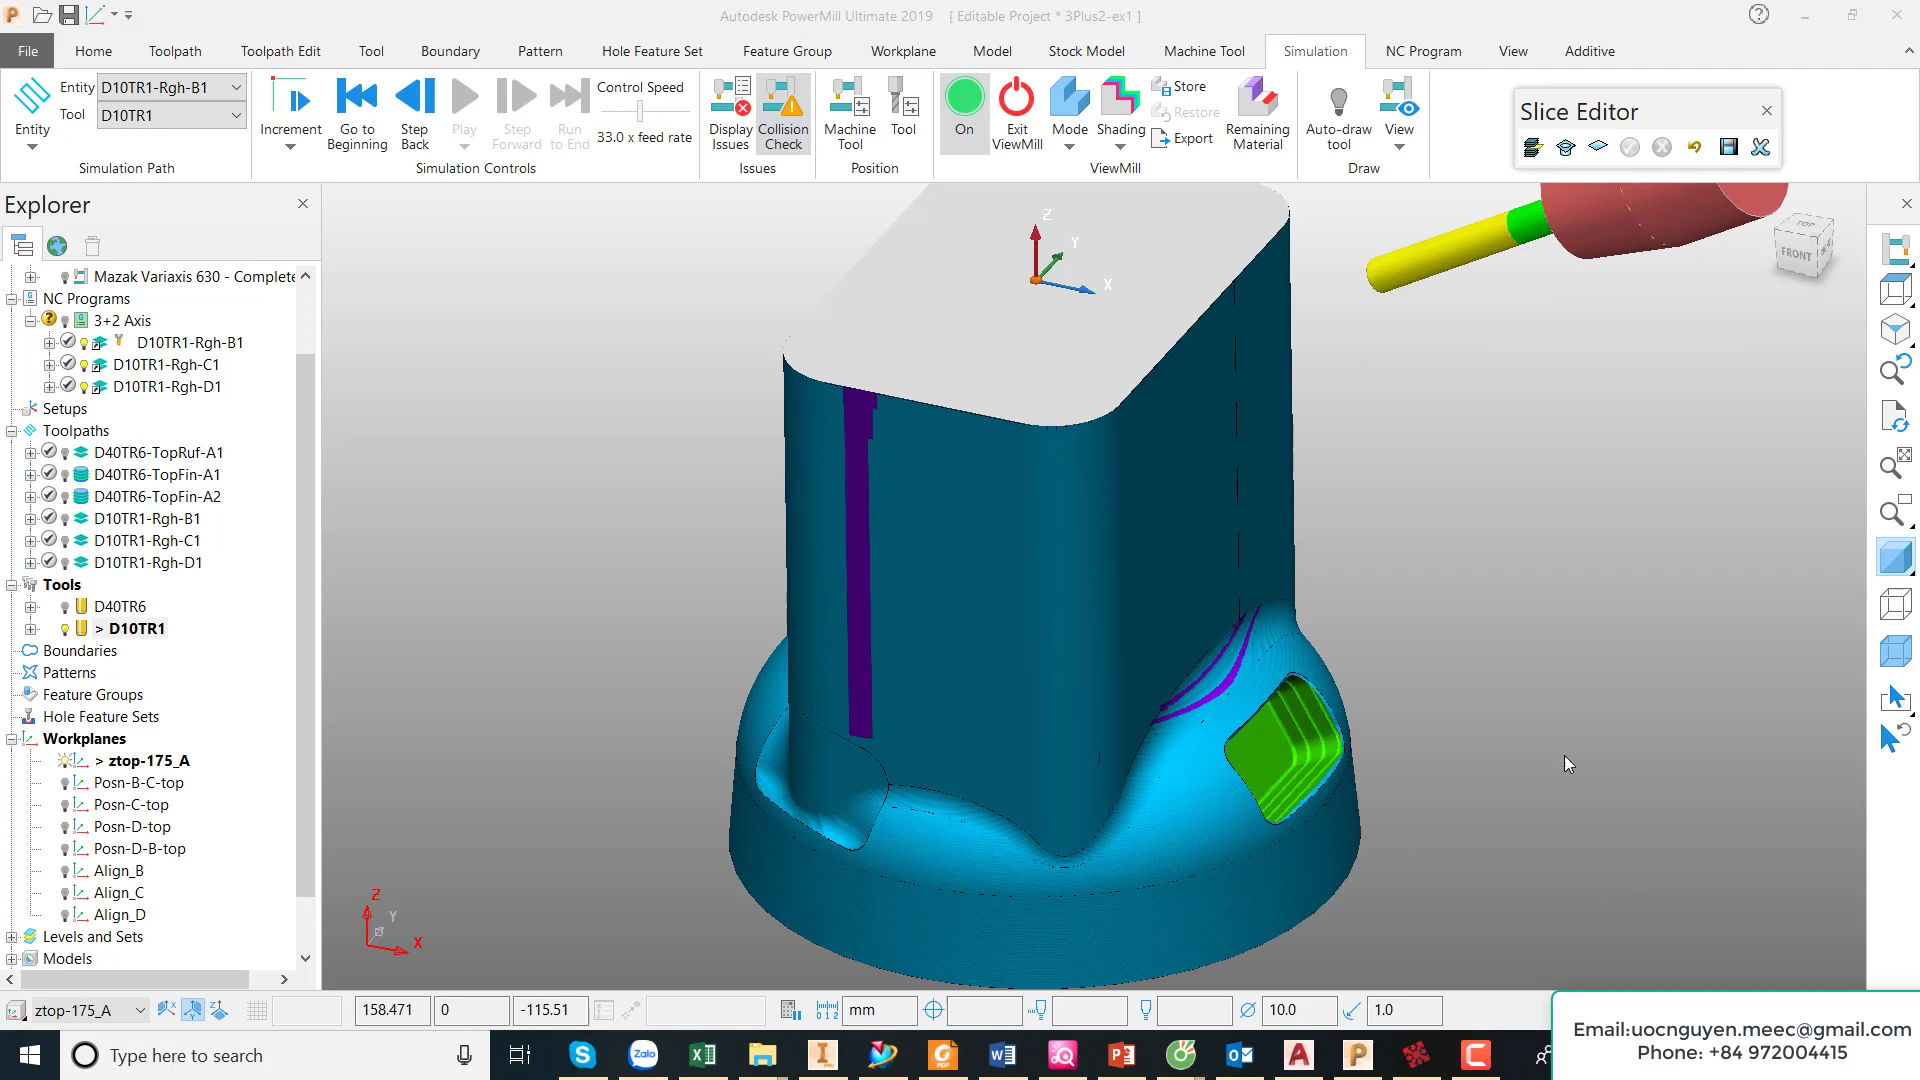 Autodesk PowerMill Ultimate 2019    [ Editable Project * 3Plus2-ex1 ]
File Home Toolpath Toolpath Edit Tool Boundary Pattern Hole Feature Set Feature Group Workplane Model Stock Model Machine Tool Simulation NC Program View Additive
Entity D10TR1-Rgh-B1
Tool D10TR1
Entity
Simulation Path
Increment
Go to Beginning
Step Back
Play
Step Forward
Run to End
Control Speed
33.0 x feed rate
Simulation Controls
Display Issues
Collision Check
Issues
Machine Tool
Tool
Position
On
Exit ViewMill
Mode
Shading
Store
Restore
Export
Remaining Material
ViewMill
Auto-draw tool
View
Draw
Slice Editor
Explorer
Mazak Variaxis 630 - Complete
NC Programs
3+2 Axis
D10TR1-Rgh-B1
D10TR1-Rgh-C1
D10TR1-Rgh-D1
Setups
Toolpaths
D40TR6-TopRuf-A1
D40TR6-TopFin-A1
D40TR6-TopFin-A2
D10TR1-Rgh-B1
D10TR1-Rgh-C1
D10TR1-Rgh-D1
Tools
D40TR6
> D10TR1
Boundaries
Patterns
Feature Groups
Hole Feature Sets
Workplanes
> ztop-175_A
Posn-B-C-top
Posn-C-top
Posn-D-top
Posn-D-B-top
Align_B
Align_C
Align_D
Levels and Sets
Models
Z
Y
X
TOP
FRONT
Z
Y
X
ztop-175_A 158.471 0 -115.51 mm 10.0 1.0
Type here to search
Zalo
Email:uocnguyen.meec@gmail.com
Phone: +84 972004415